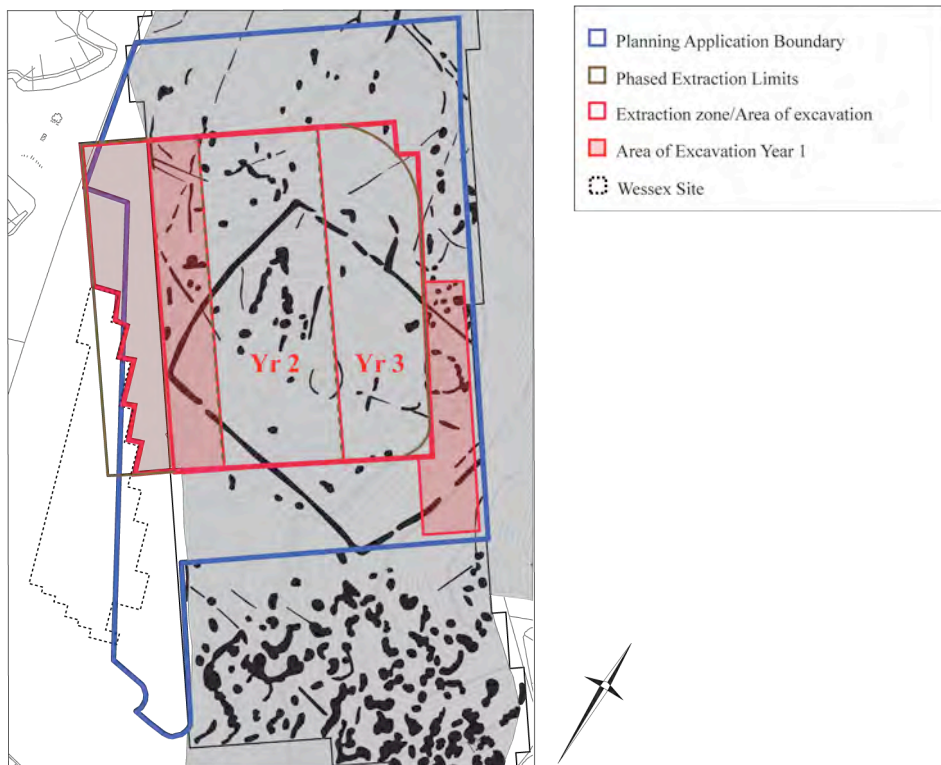 Planning Application Boundary
Phased Extraction Limits
Extraction zone/Area of excavation
Area of Excavation Year 1
Wessex Site
Yr 2
Yr 3